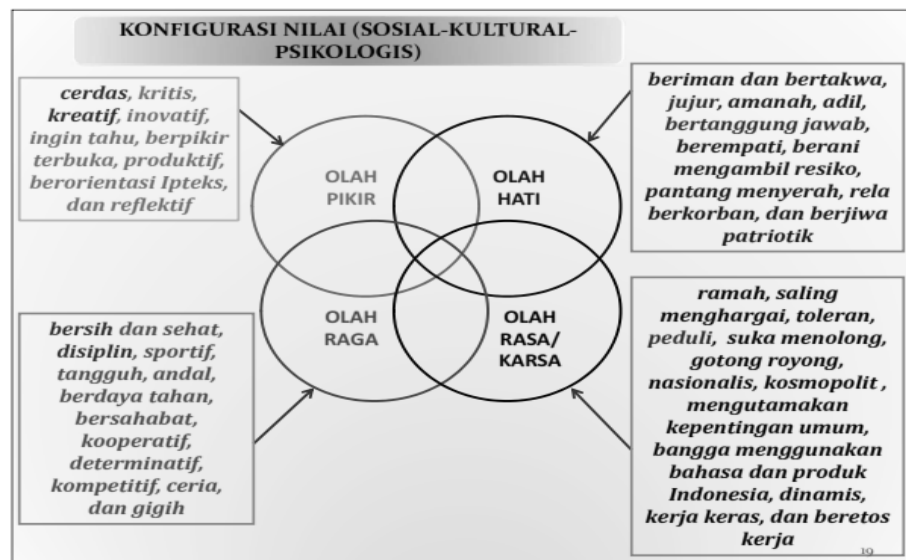 KONFIGURASI NILAI (SOSIAL-KULTURAL-
PSIKOLOGIS)
cerdas, kritis,
kreatif, inovatif,
ingin tahu, berpikir
terbuka, produktif,
berorientasi Ipteks,
dan reflektif
beriman dan bertakwa,
jujur, amanah, adil,
bertanggung jawab,
berempati, berani
mengambil resiko,
pantang menyerah, rela
berkorban, dan berjiwa
patriotik
OLAH
PIKIR
OLAH
HATI
OLAH
RAGA
OLAH
RASA/
KARSA
bersih dan sehat,
disiplin, sportif,
tangguh, andal,
berdaya tahan,
bersahabat,
kooperatif,
determinatif,
kompetitif, ceria,
dan gigih
ramah, saling
menghargai, toleran,
peduli, suka menolong,
gotong royong,
nasionalis, kosmopolit ,
mengutamakan
kepentingan umum,
bangga menggunakan
bahasa dan produk
Indonesia, dinamis,
kerja keras, dan beretos
kerja
19